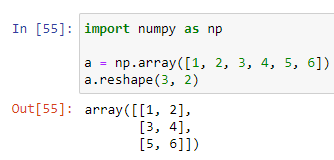 In [55]: import numpy as np
a = np.array([1, 2, 3, 4, 5, 6])
a.reshape(3, 2)
Out[55]: array([[1, 2],
[3, 4],
[5, 6]])